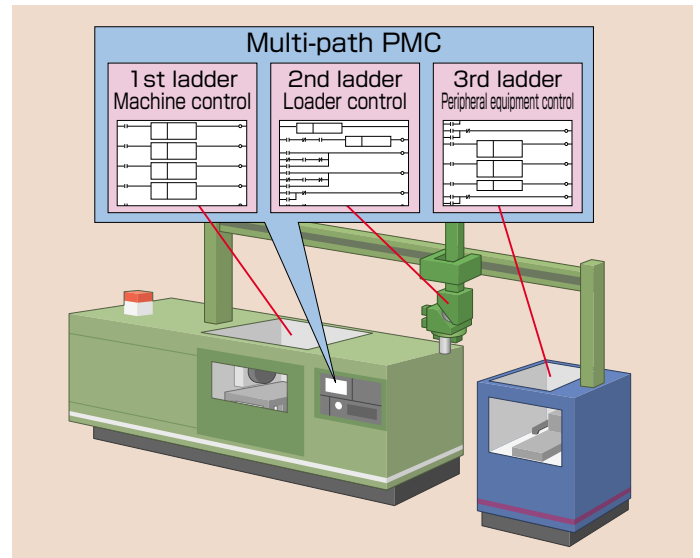 Multi-path PMC
1st ladder
Machine control
2nd ladder
Loader control
3rd ladder
Peripheral equipment control